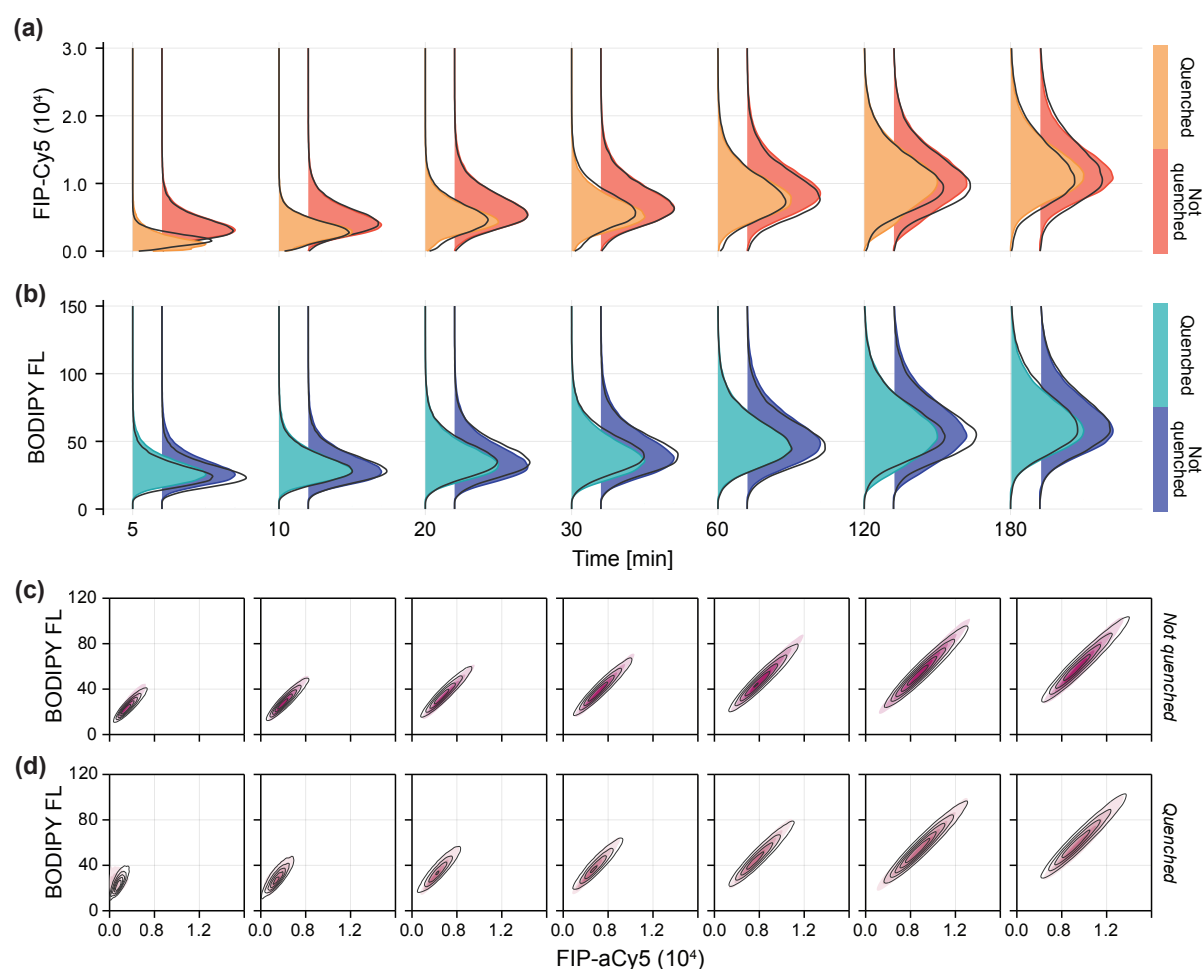 (a)
FIP-Cy5 (10⁴)
3.0
2.0
1.0
0.0
Quenched
Not
quenched
(b)
BODIPY FL
150
100
50
0
Quenched
Not
quenched
5 10 20 30 60 120 180
Time [min]
(c)
BODIPY FL
120
80
40
0
Not quenched
(d)
BODIPY FL
120
80
40
0
Quenched
0.0 0.8 1.2 0.0 0.8 1.2 0.0 0.8 1.2 0.0 0.8 1.2 0.0 0.8 1.2 0.0 0.8 1.2 0.0 0.8 1.2
FIP-aCy5 (10⁴)